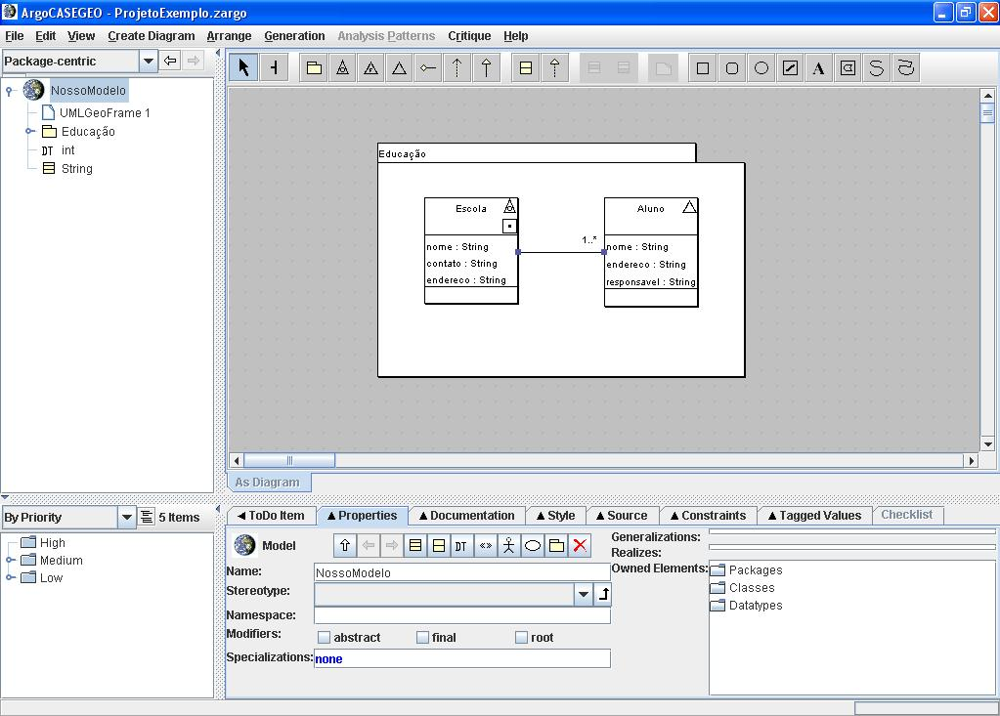 ArgoCASEGEO - ProjetoExemplo.zargo
File Edit View Create Diagram Arrange Generation Analysis Patterns Critique Help
Package-centric
NossoModelo
UMLGeoFrame 1
Educação
DT int
String
A
Educação
Escola
nome : String
contato : String
endereco : String
1..*
Aluno
nome : String
endereco : String
responsavel : String
As Diagram
By Priority
5 Items
High
Medium
Low
ToDo Item
Properties
Documentation
Style
Source
Constraints
Tagged Values
Checklist
Model
DT
«»
Name:
NossoModelo
Stereotype:
Namespace:
Modifiers:
abstract
final
root
Specializations:
none
Generalizations:
Realizes:
Owned Elements:
Packages
Classes
Datatypes